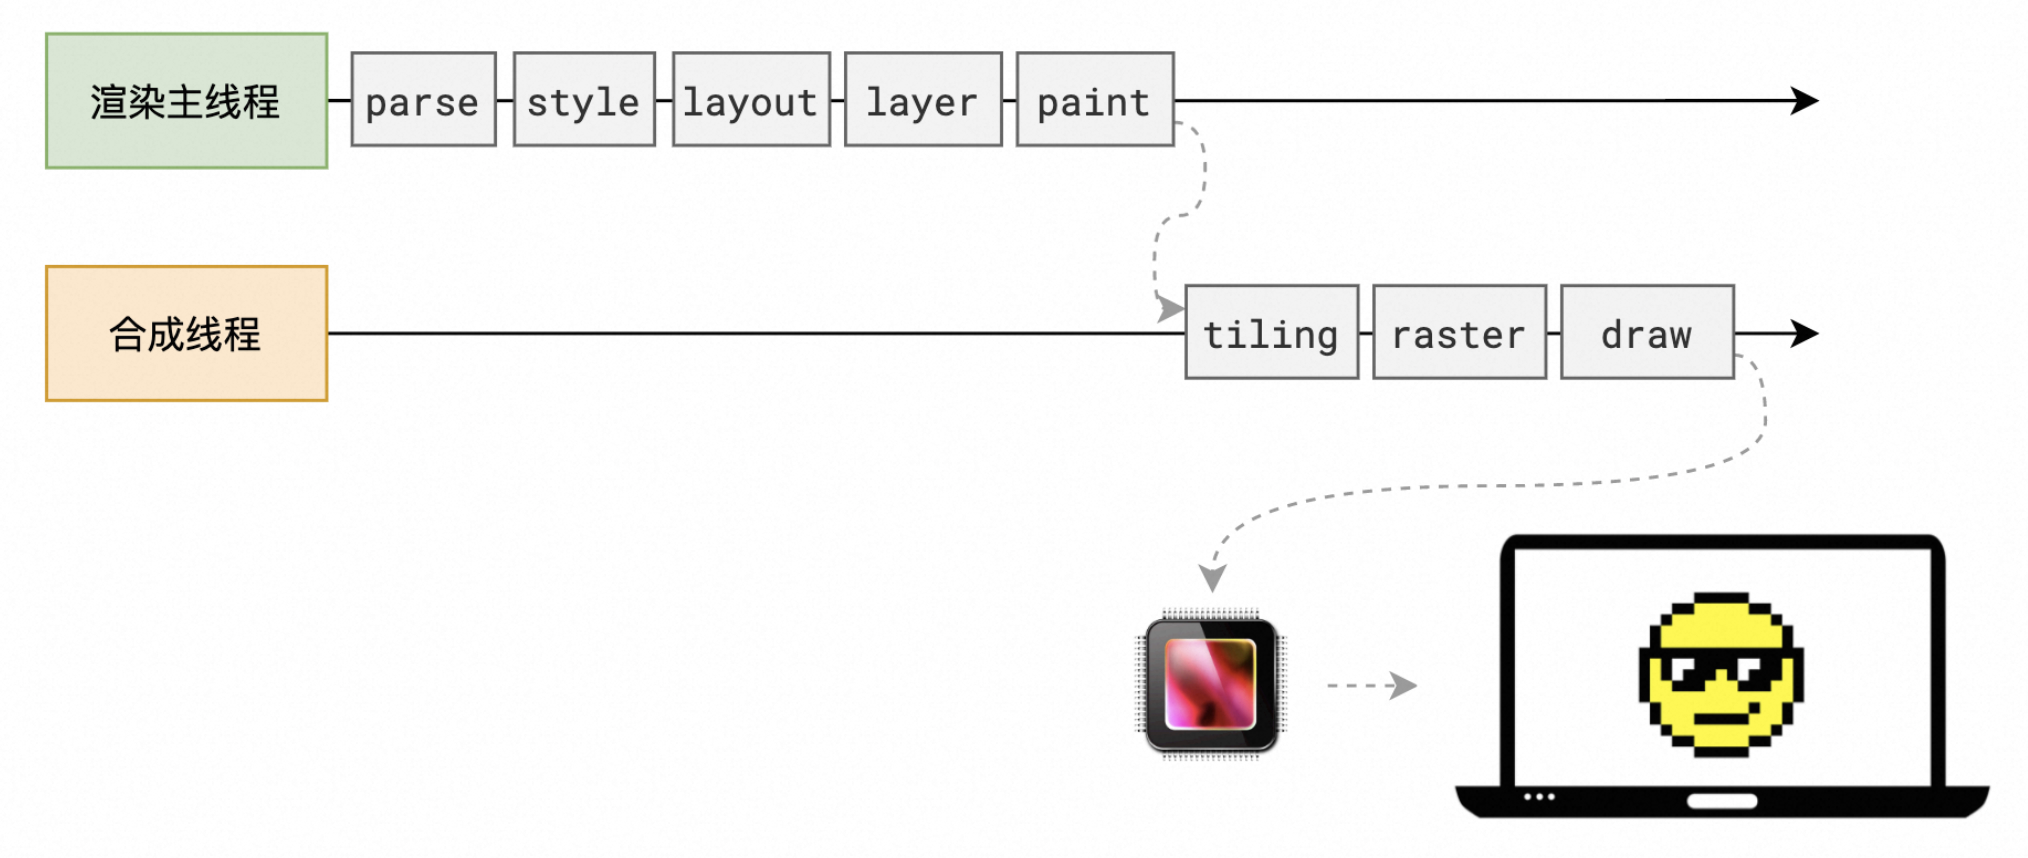 渲染主线程
parse
style
layout
layer
paint
合成线程
tiling
raster
draw